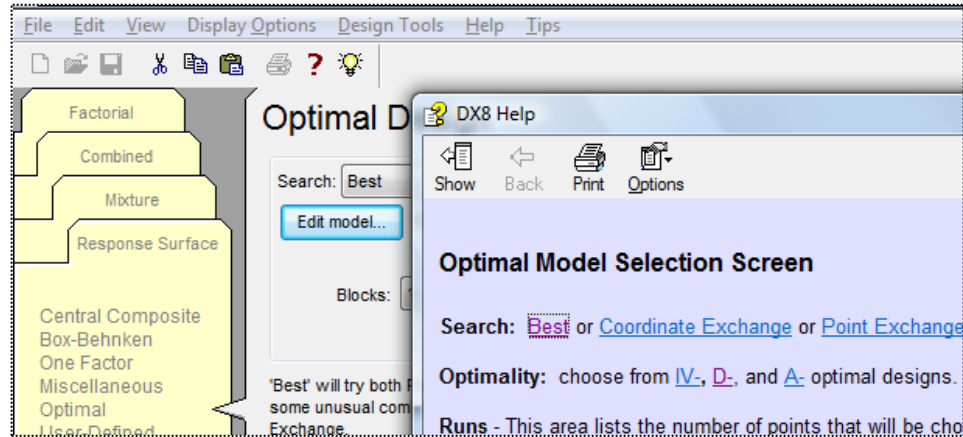 File Edit View Display Options Design Tools Help Tips
Factorial
Combined
Mixture
Response Surface
Central Composite
Box-Behnken
One Factor
Miscellaneous
Optimal
User-Defined
Optimal D
Search: Best
Edit model...
Blocks:
'Best' will try both
some unusual com
Exchange.
DX8 Help
Show Back Print Options
Optimal Model Selection Screen
Search: Best or Coordinate Exchange or Point Exchange
Optimality: choose from IV-, D-, and A- optimal designs.
Runs - This area lists the number of points that will be cho